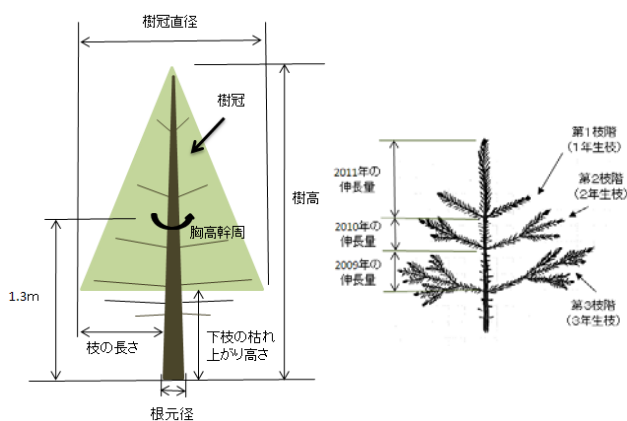 樹冠直径
樹冠
樹高
胸高幹周
1.3m
枝の長さ
下枝の枯れ
上がり高さ
根元径
2011年の
伸長量
2010年の
伸長量
2009年の
伸長量
第1枝階
(1年生枝)
第2枝階
(2年生枝)
第3枝階
(3年生枝)